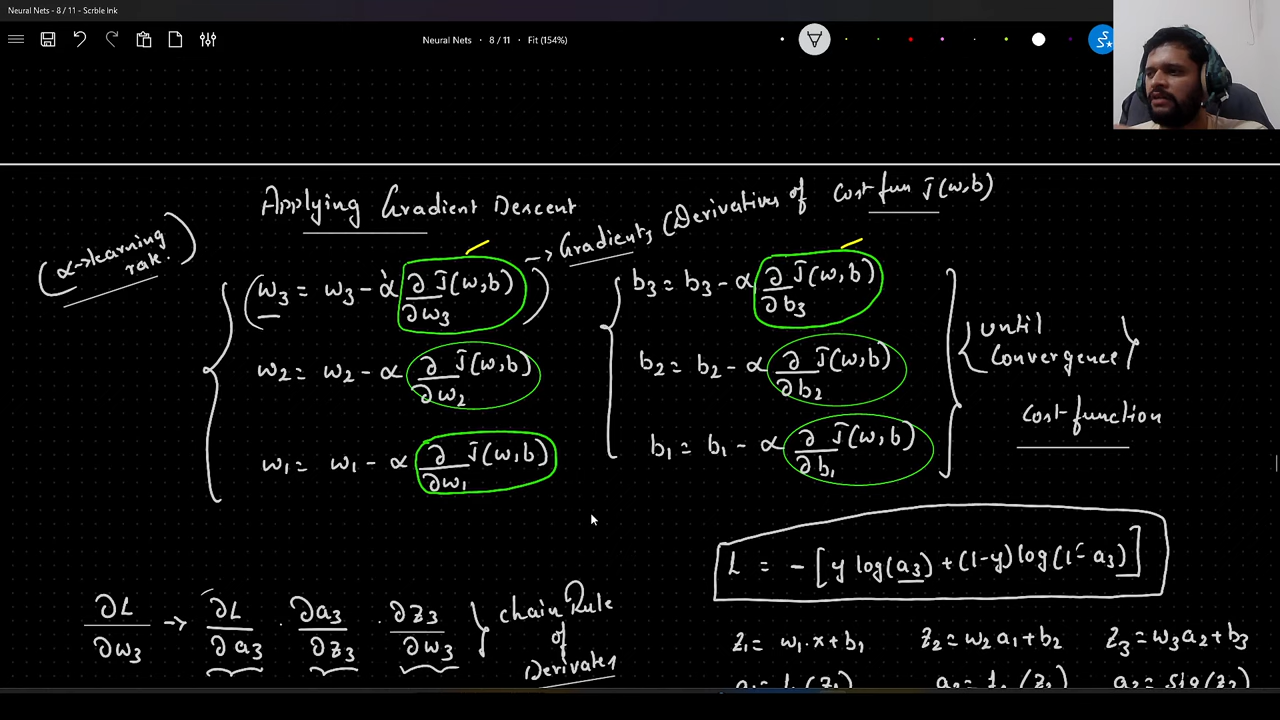 Neural Nets - 8 / 11 - Scrble Ink
Neural Nets • 8 / 11 • Fit (154%)
Applying Gradient Descent
→ Gradients (Derivatives of cost fun J(w,b)
(α→learning rate.)
w3 = w3 - α ∂J(w,b)/∂w3
b3 = b3 - α ∂J(w,b)/∂b3
w2 = w2 - α ∂J(w,b)/∂w2
b2 = b2 - α ∂J(w,b)/∂b2
w1 = w1 - α ∂J(w,b)/∂w1
b1 = b1 - α ∂J(w,b)/∂b1
until
convergence
cost function
L = -[y log(a3) + (1-y) log(1-a3)]
∂L/∂w3 → ∂L/∂a3 · ∂a3/∂z3 · ∂z3/∂w3
chain Rule
of
Derivates
z1 = w1·x+b1 z2 = w2 a1+b2 z3 = w3 a2+b3